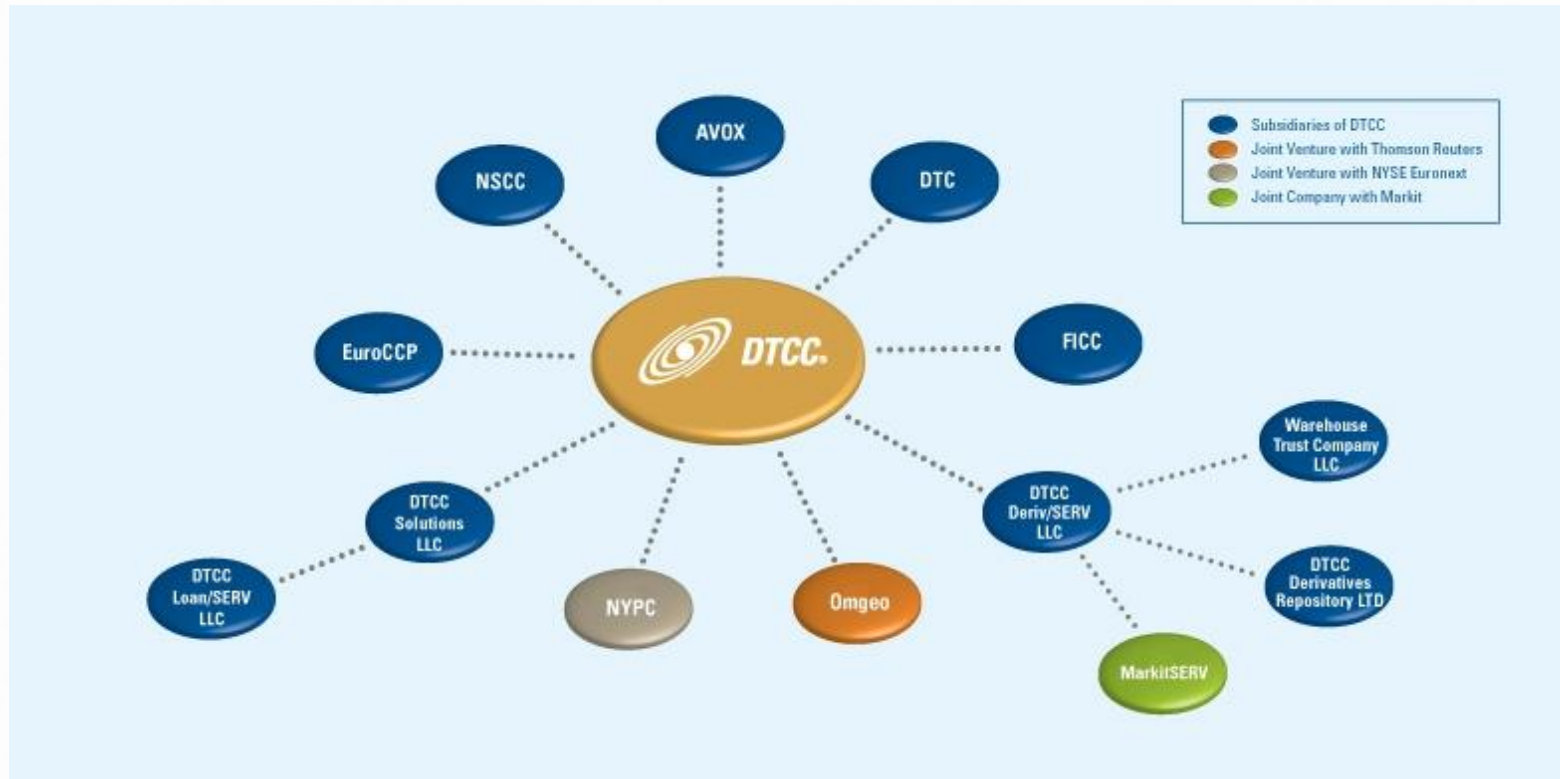 AVOX
NSCC
DTC
Subsidiaries of DTCC
Joint Venture with Thomson Reuters
Joint Venture with NYSE Euronext
Joint Company with Markit
DTCC®
EuroCCP
FICC
Warehouse
Trust Company
LLC
DTCC
Solutions
LLC
DTCC
Deriv/SERV
LLC
DTCC
Loan/SERV
LLC
NYPC
Omgeo
DTCC
Derivatives
Repository LTD
MarkitSERV